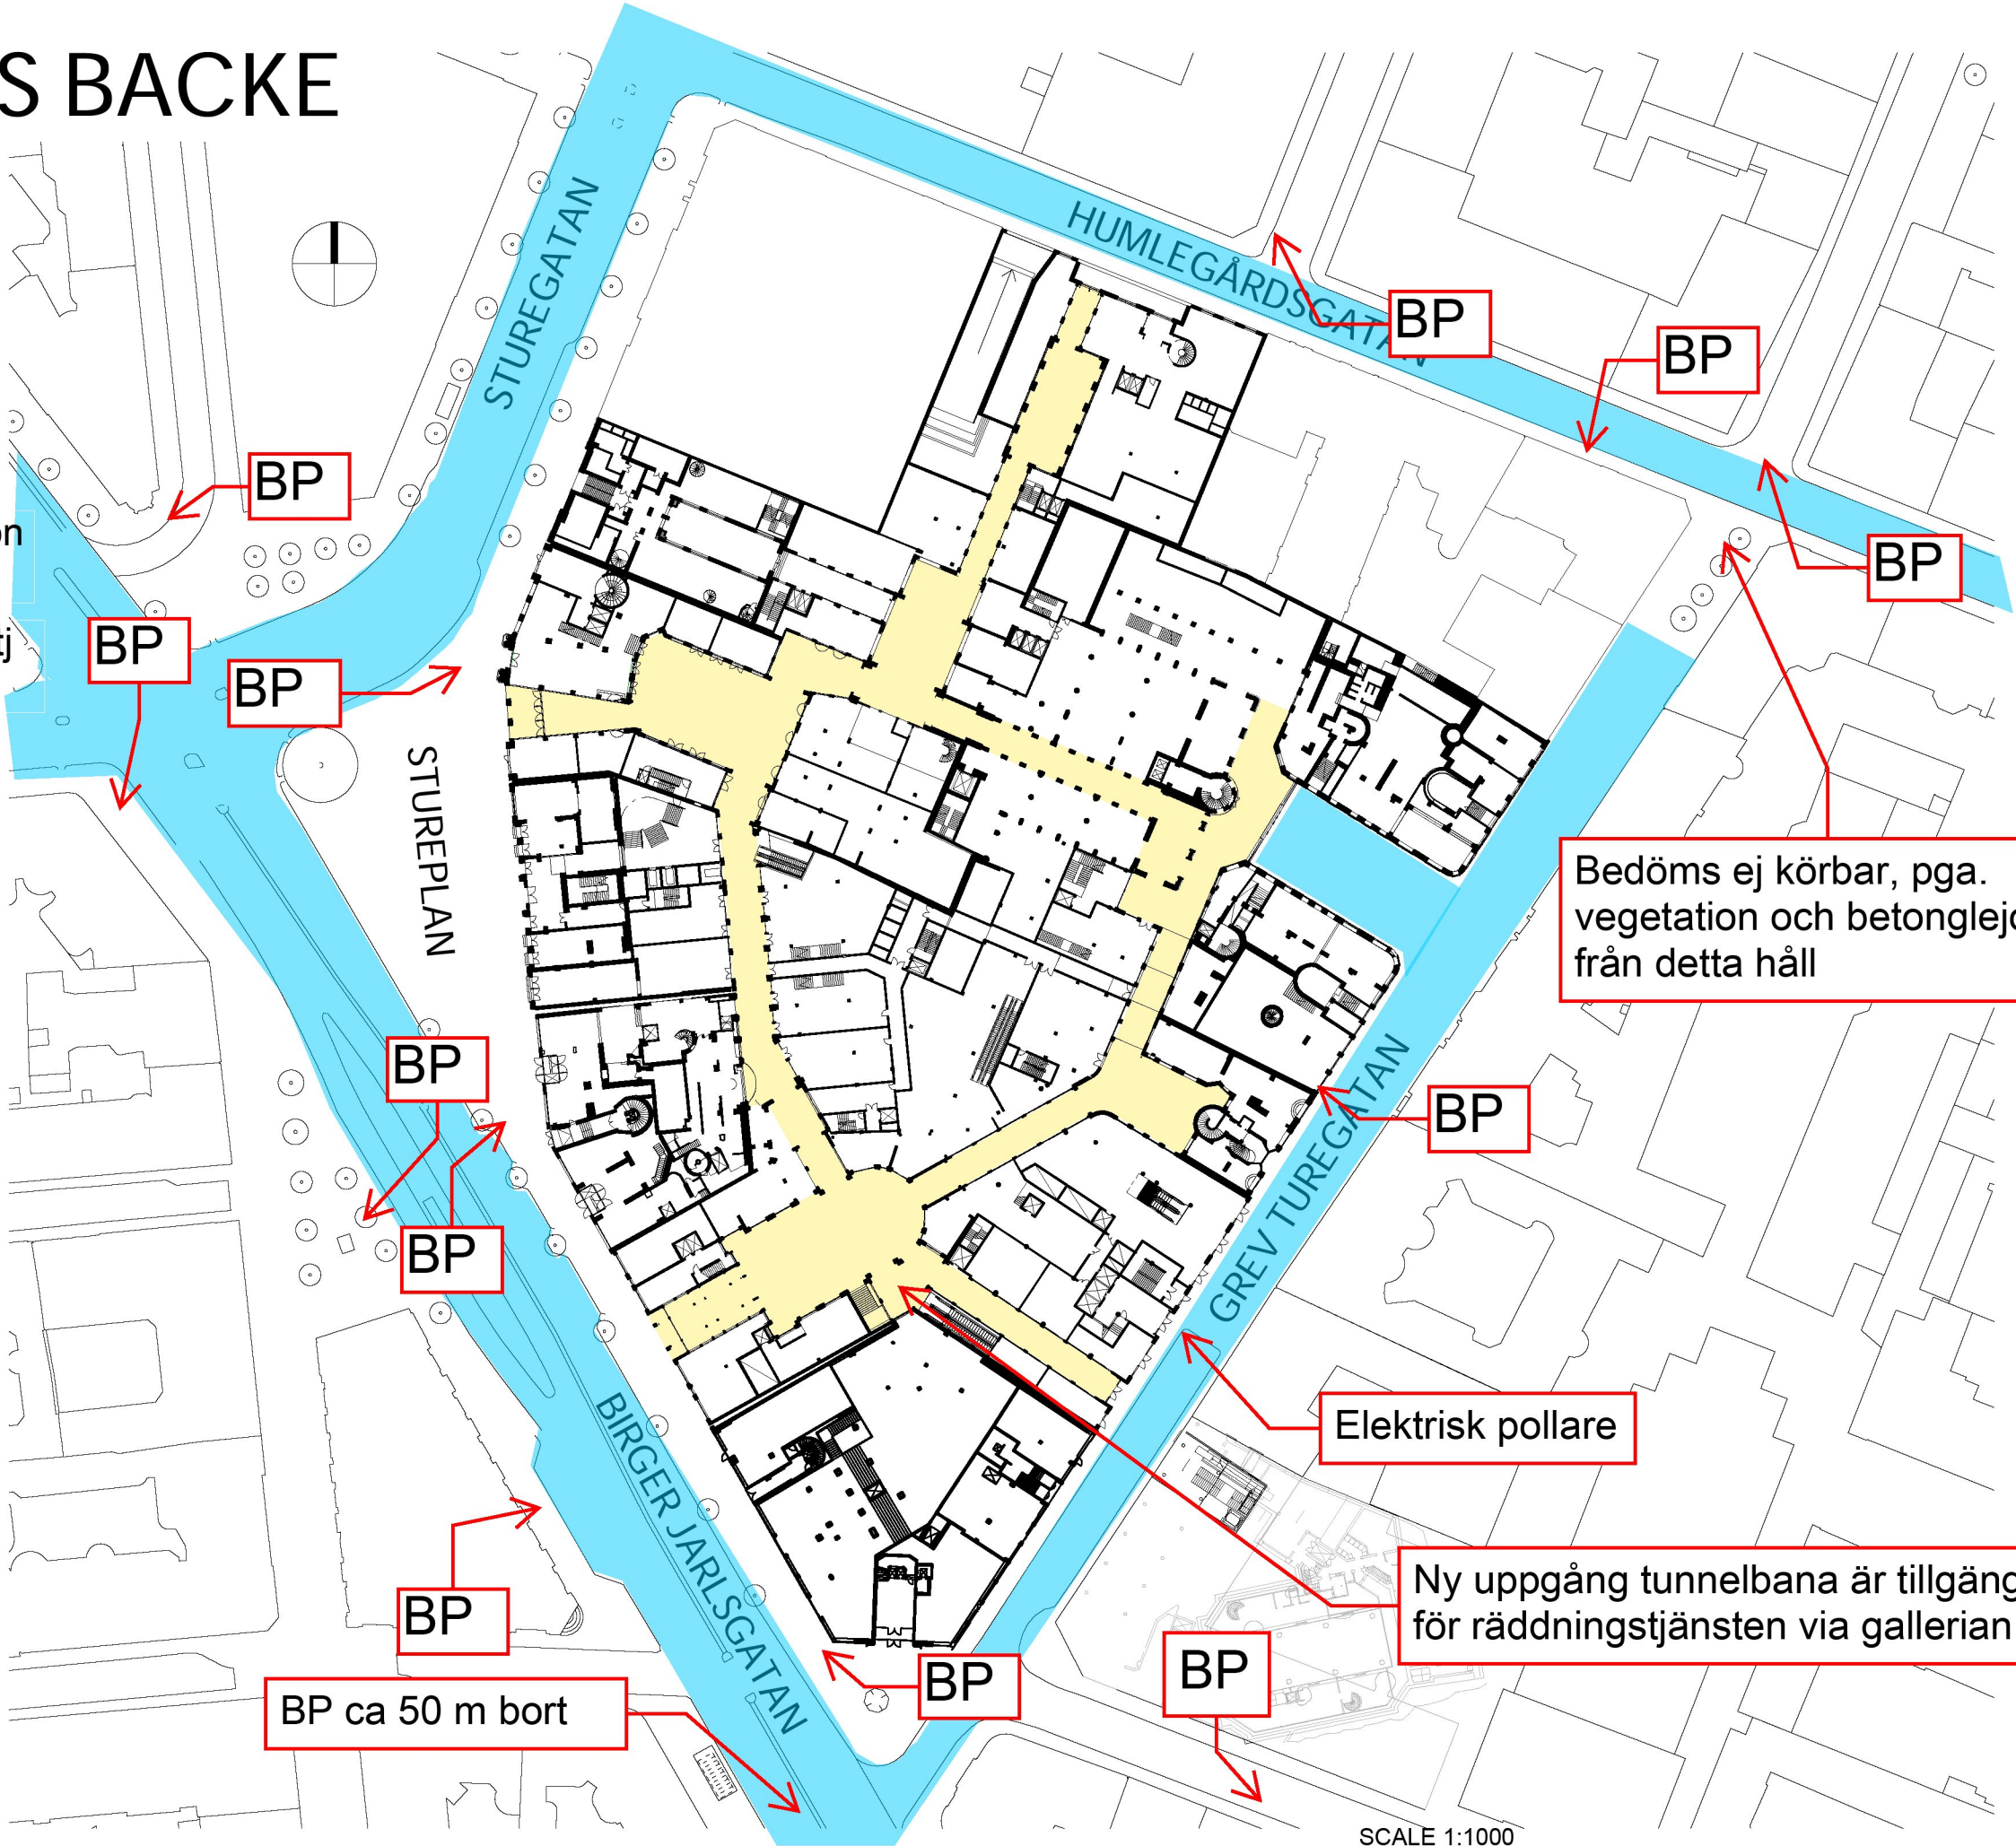 S BACKE
STUREGATAN
HUMLEGÅRDSGATAN
BP
BP
BP
BP
BP
BP
STUREPLAN
Bedöms ej körbar, pga.
vegetation och betonglejo
från detta håll
BP
BP
BP
GREV TUREGATAN
Elektrisk pollare
BIRGER JARLSGATAN
Ny uppgång tunnelbana är tillgäng
för räddningstjänsten via gallerian
BP
BP
BP
BP ca 50 m bort
SCALE 1:1000